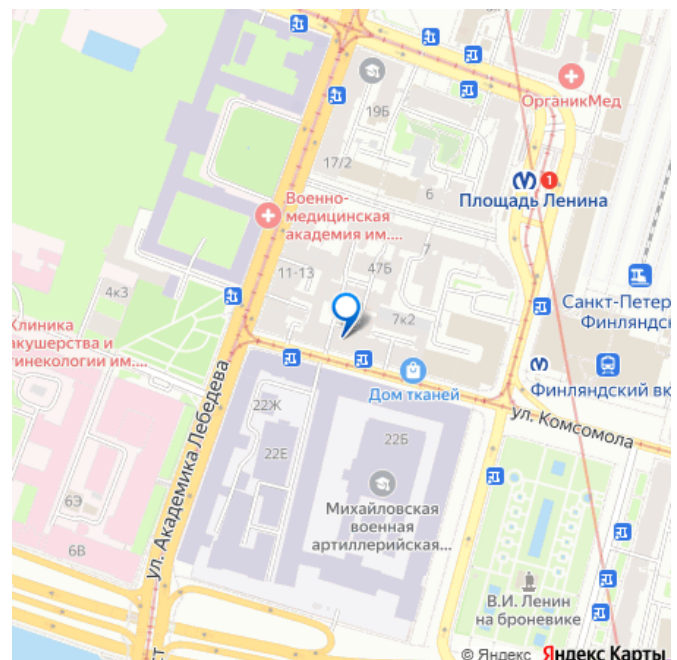 ОрганикМед
19Б
17/2
1
Площадь Ленина
6
Военно-
медицинская
академия им....
7
47Б
11-13
4к3
7к2
Санкт-Петер
Финляндс
Клиника
акушерства и
гинекологии им....
Дом тканей
Финляндский вк
ул. Комсомола
ул. Академика Лебедева
22Ж
22Б
22Е
Михайловская
военная
артиллерийская...
6Э
6В
В.И. Ленин
на броневике
© Яндекс Яндекс Карты